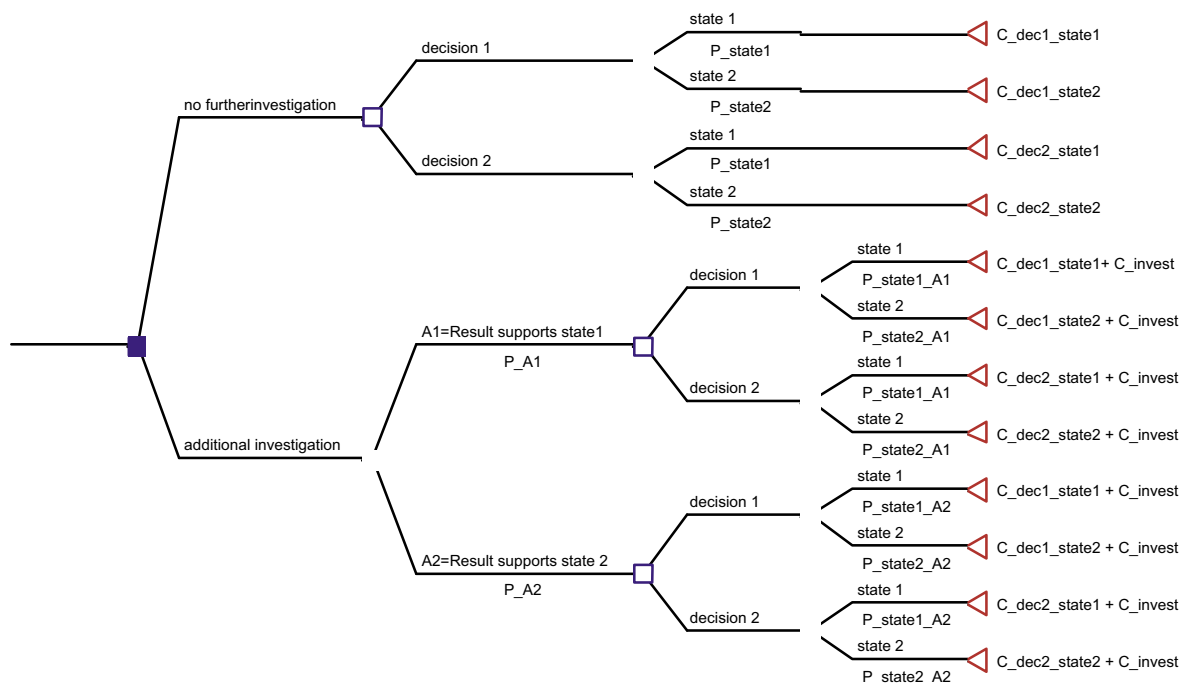 state 1
P_state1
C_dec1_state1
decision 1
state 2
P_state2
C_dec1_state2
no furtherinvestigation
state 1
P_state1
C_dec2_state1
decision 2
state 2
P_state2
C_dec2_state2
state 1
P_state1_A1
C_dec1_state1+ C_invest
decision 1
state 2
P_state2_A1
C_dec1_state2 + C_invest
A1=Result supports state1
P_A1
state 1
P_state1_A1
C_dec2_state1 + C_invest
decision 2
state 2
P_state2_A1
C_dec2_state2 + C_invest
additional investigation
state 1
P_state1_A2
C_dec1_state1 + C_invest
decision 1
state 2
P_state2_A2
C_dec1_state2 + C_invest
A2=Result supports state 2
P_A2
state 1
P_state1_A2
C_dec2_state1 + C_invest
decision 2
state 2
P_state2_A2
C_dec2_state2 + C_invest